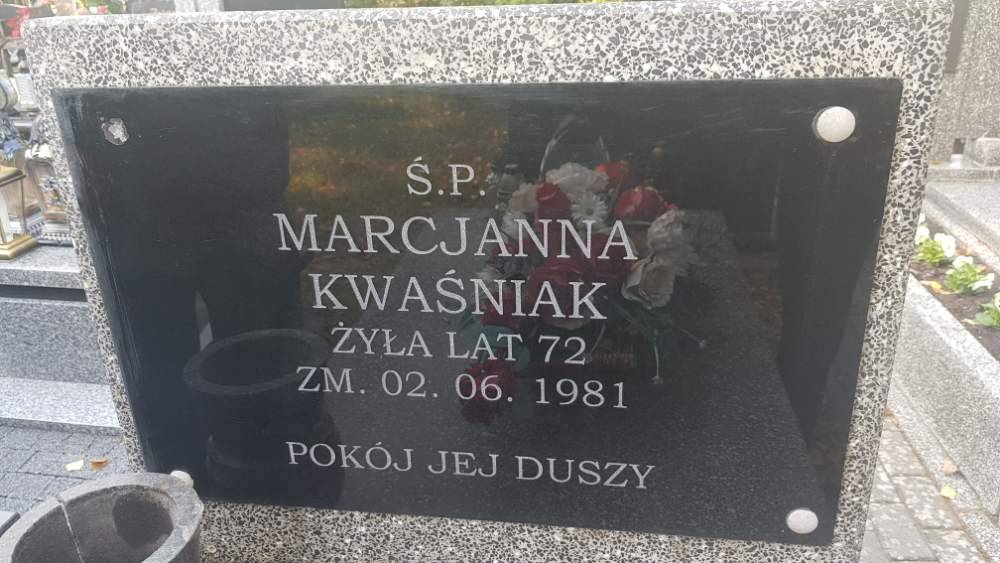 Ś.P.
MARCJANNA
KWAŚNIAK
ŻYŁA LAT 72
ZM. 02. 06. 1981
POKÓJ JEJ DUSZY